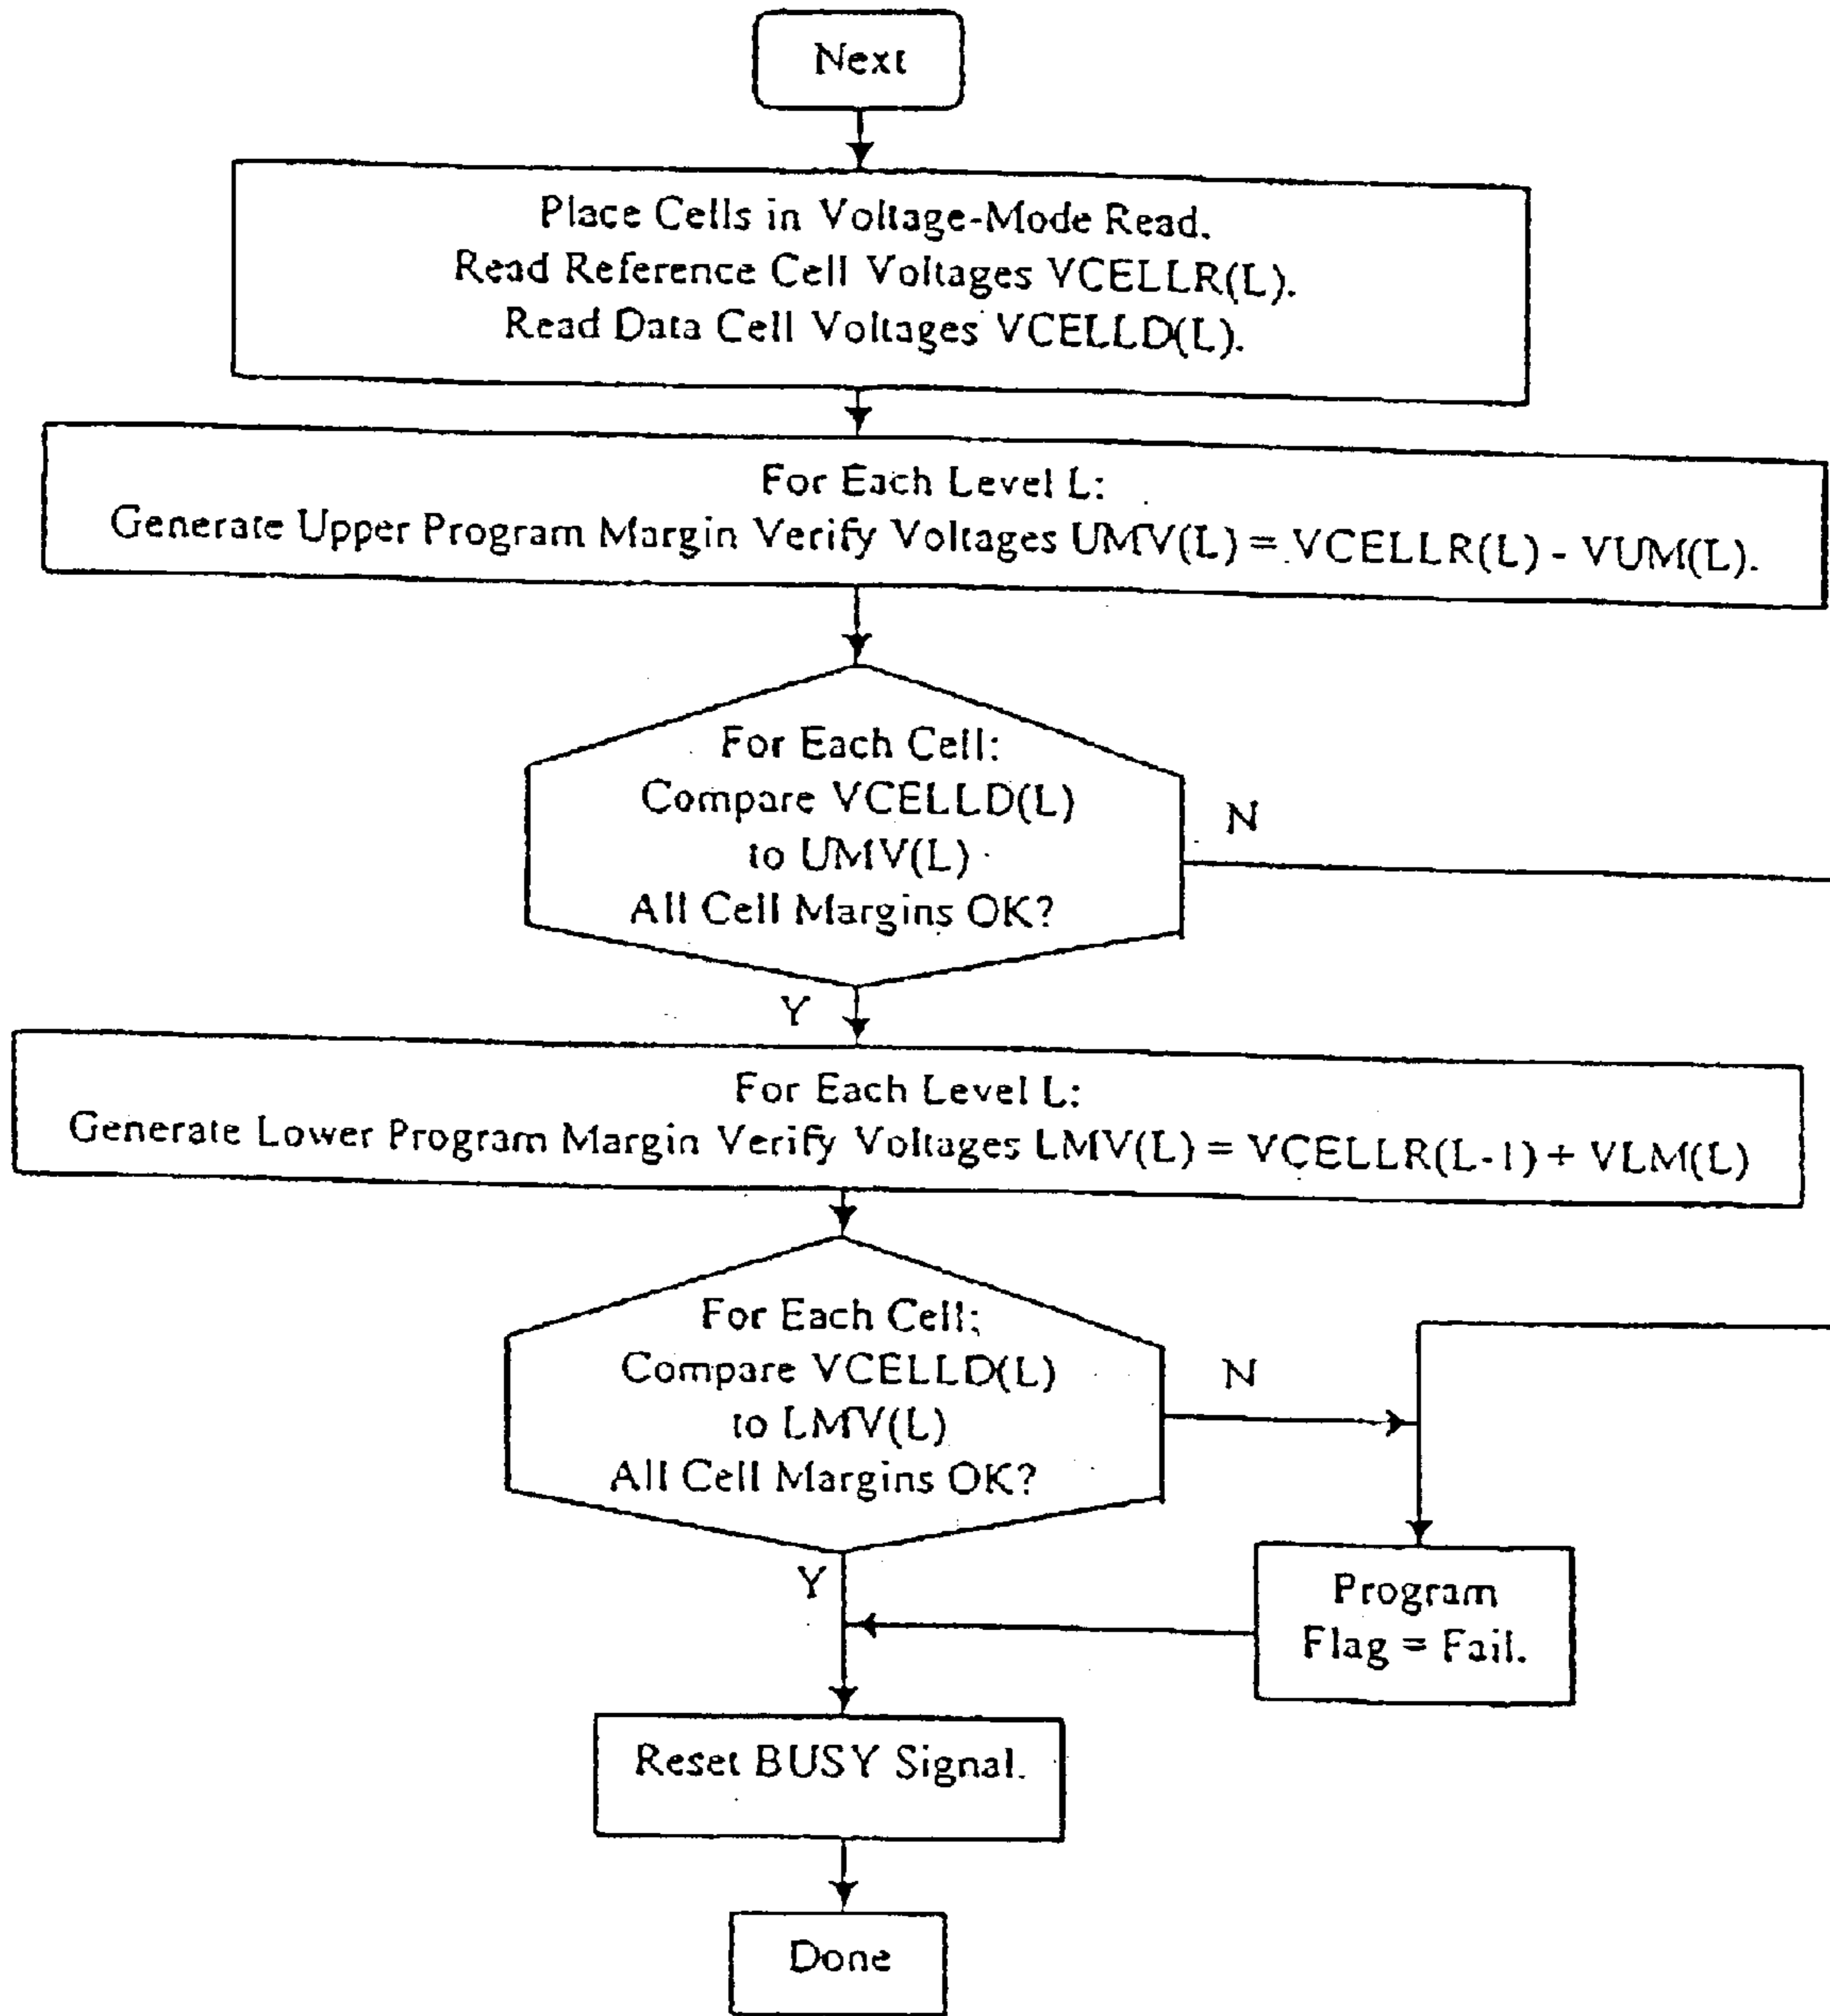 Next
Place Cells in Voltage-Mode Read.
Read Reference Cell Voltages VCELLR(L).
Read Data Cell Voltages VCELLD(L).
For Each Level L:
Generate Upper Program Margin Verify Voltages UMV(L) = VCELLR(L) - VUM(L).
For Each Cell:
Compare VCELLD(L)
to UMV(L)
All Cell Margins OK?
N
Y
For Each Level L:
Generate Lower Program Margin Verify Voltages LMV(L) = VCELLR(L-1) + VLM(L)
For Each Cell:
Compare VCELLD(L)
to LMV(L)
All Cell Margins OK?
N
Y
Program
Flag = Fail.
Reset BUSY Signal.
Done